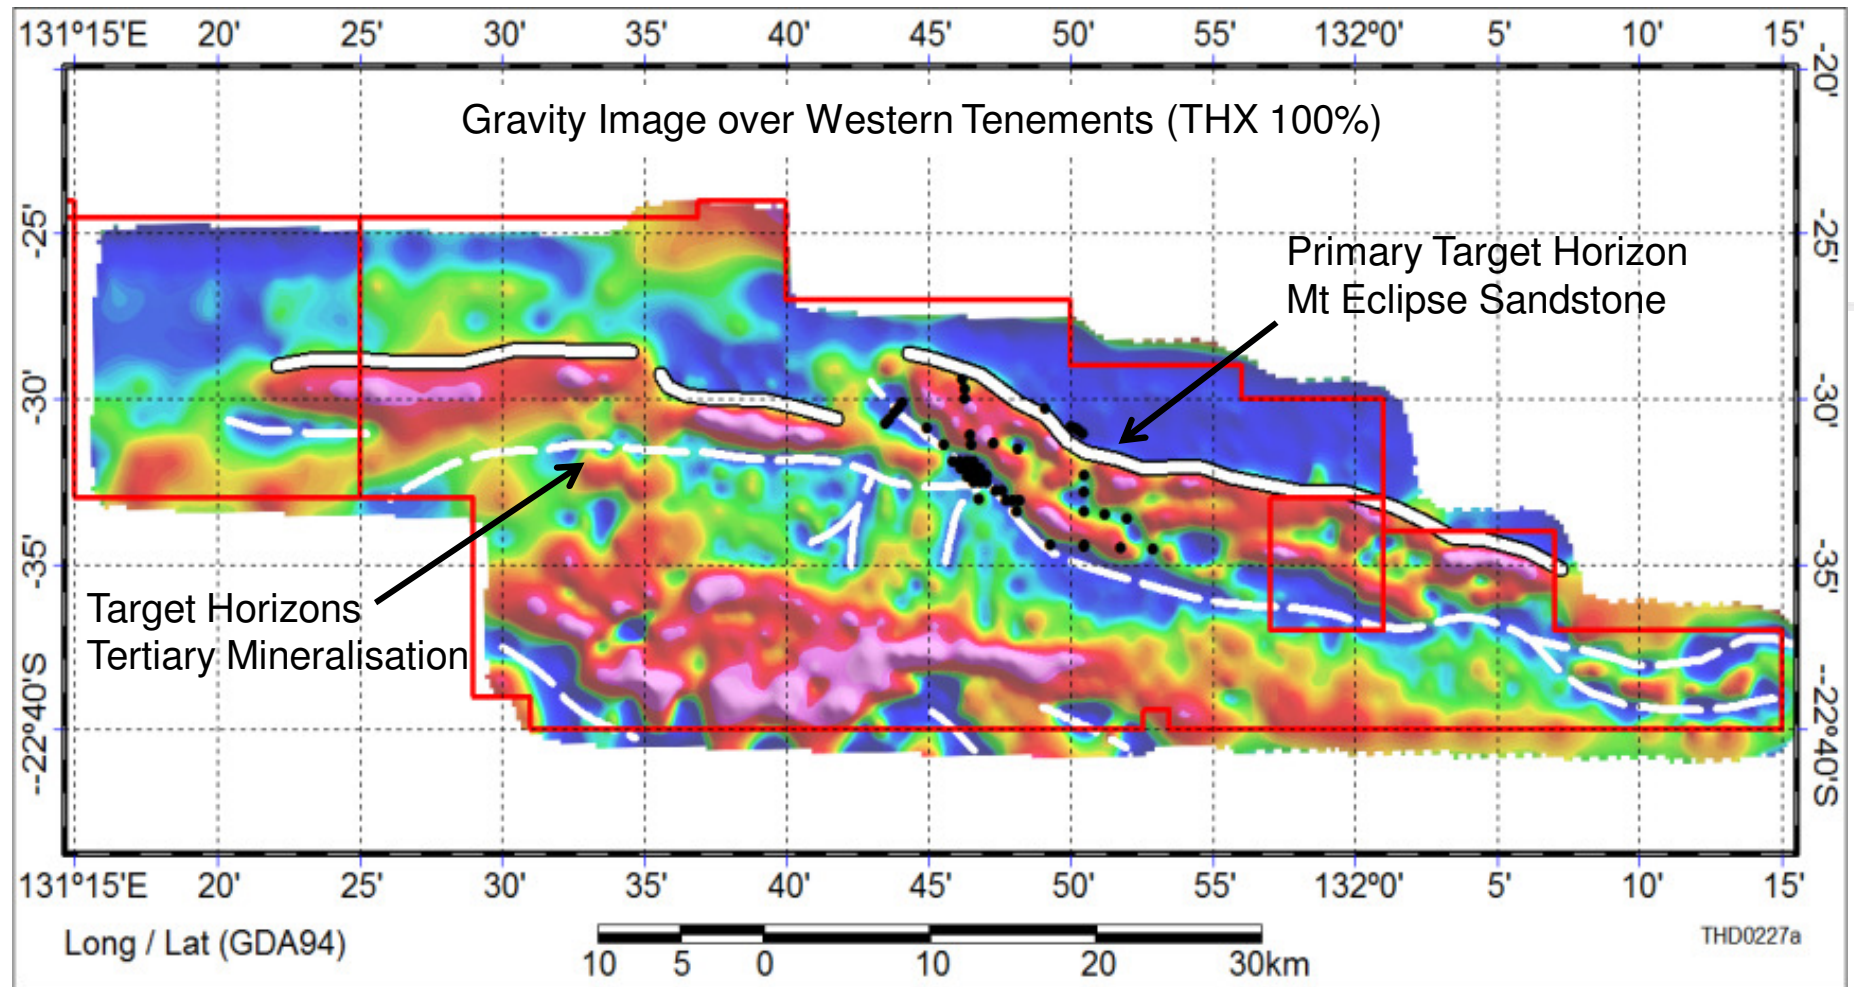 131°15'E 20' 25' 30' 35' 40' 45' 50' 55' 132°0' 5' 10' 15'
-20'
Gravity Image over Western Tenements (THX 100%)
-25' -25'
Primary Target Horizon
Mt Eclipse Sandstone
-30' -30'
-35' -35'
Target Horizons
Tertiary Mineralisation
-22°40'S -22°40'S
131°15'E 20' 25' 30' 35' 40' 45' 50' 55' 132°0' 5' 10' 15'
Long / Lat (GDA94)
THD0227a
10 5 0 10 20 30km